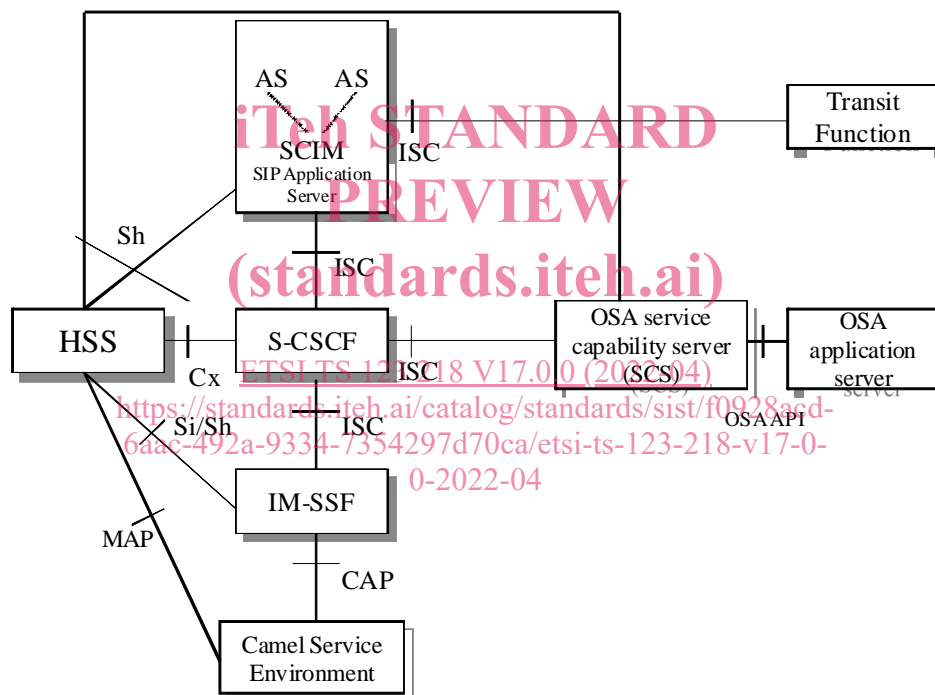 AS AS
iTeh STANDARD
Transit
Function
SCIM
ISC
SIP Application
Server
PREVIEW
Sh
ISC
(standards.iteh.ai)
HSS
S-CSCF
OSA service
capability server
(SCS)
OSA
application
server
Cx
ISC
ETSI TS 123 218 V17.0.0 (2022-04)
https://standards.iteh.ai/catalog/standards/sist/f0928acd-
6aac-492a-9334-7354297d70ca/etsi-ts-123-218-v17-0-
0-2022-04
Si/Sh
ISC
OSA API
IM-SSF
MAP
CAP
Camel Service
Environment